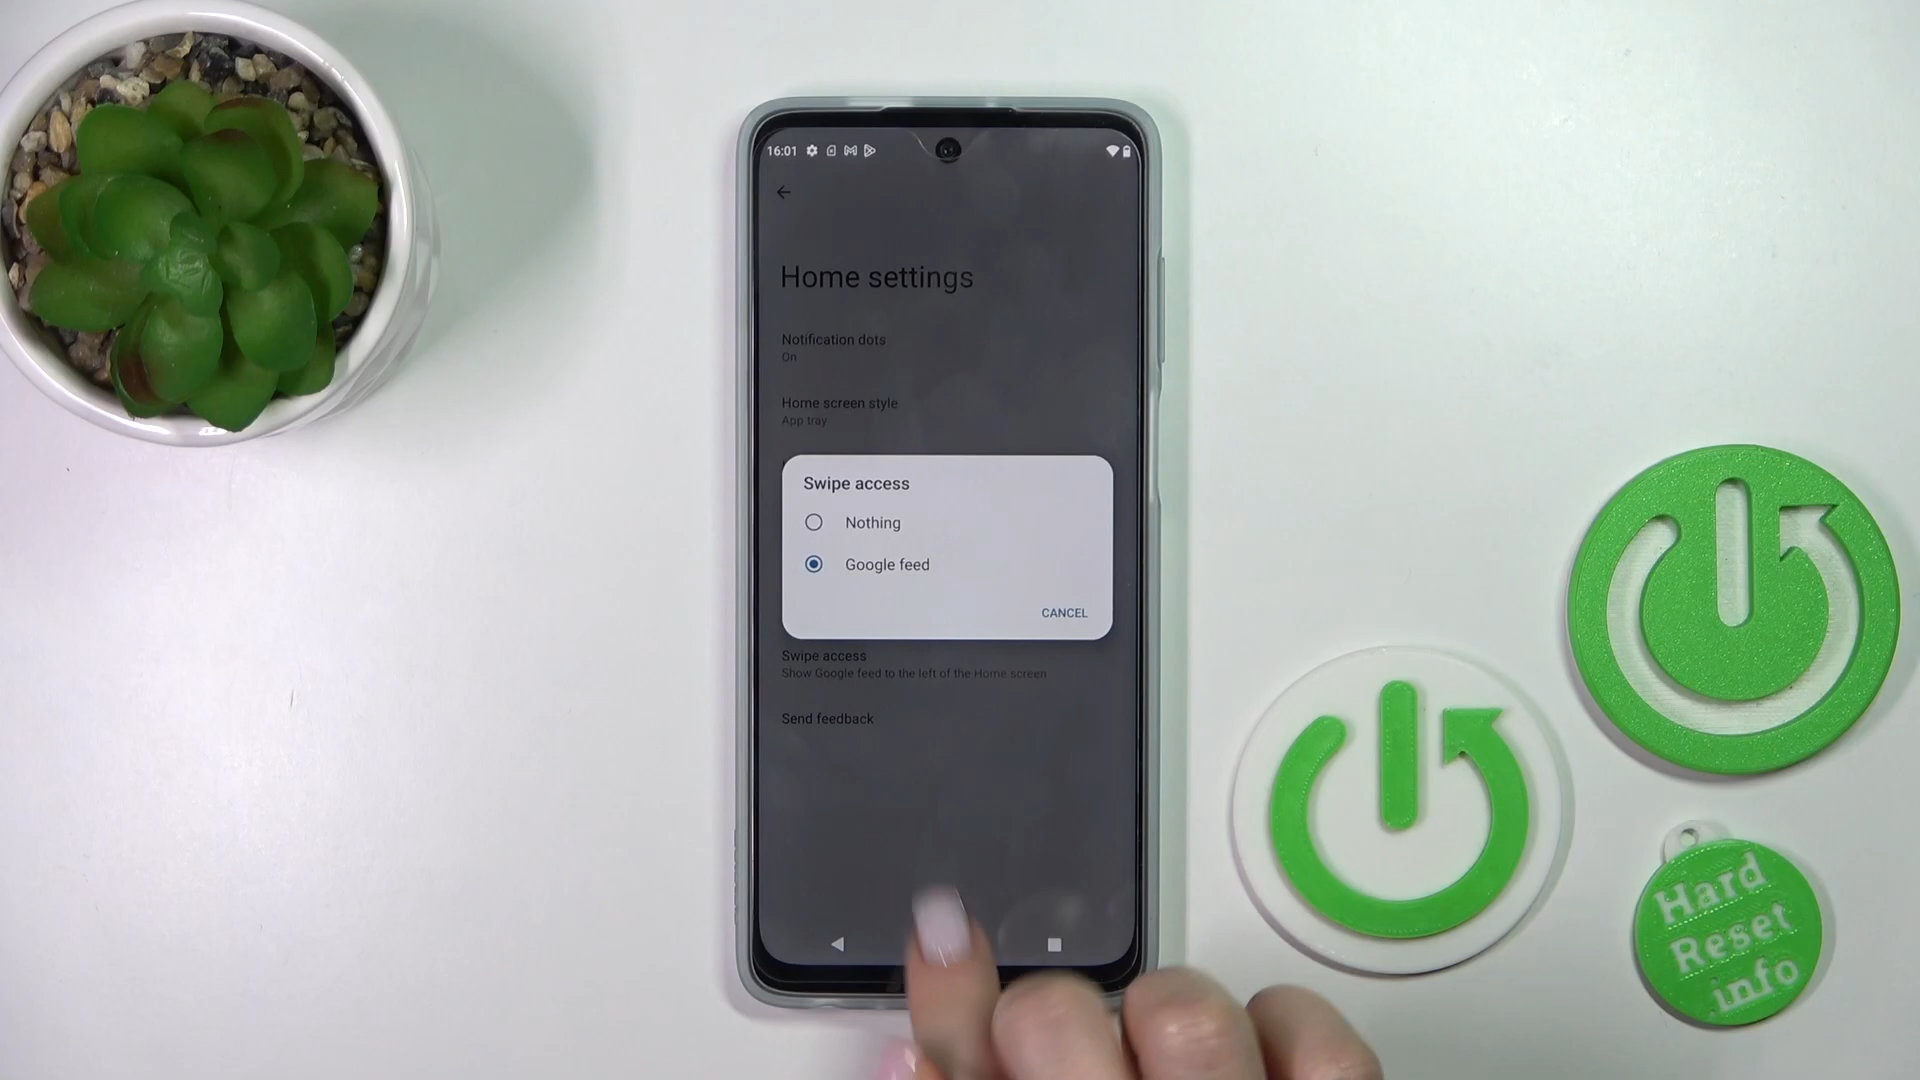 16:01
Home settings
Notification dots
On
Home screen style
App tray
Swipe access
Nothing
Google feed
CANCEL
Swipe access
Show Google feed to the left of the Home screen
Send feedback
Hard
Reset
.info